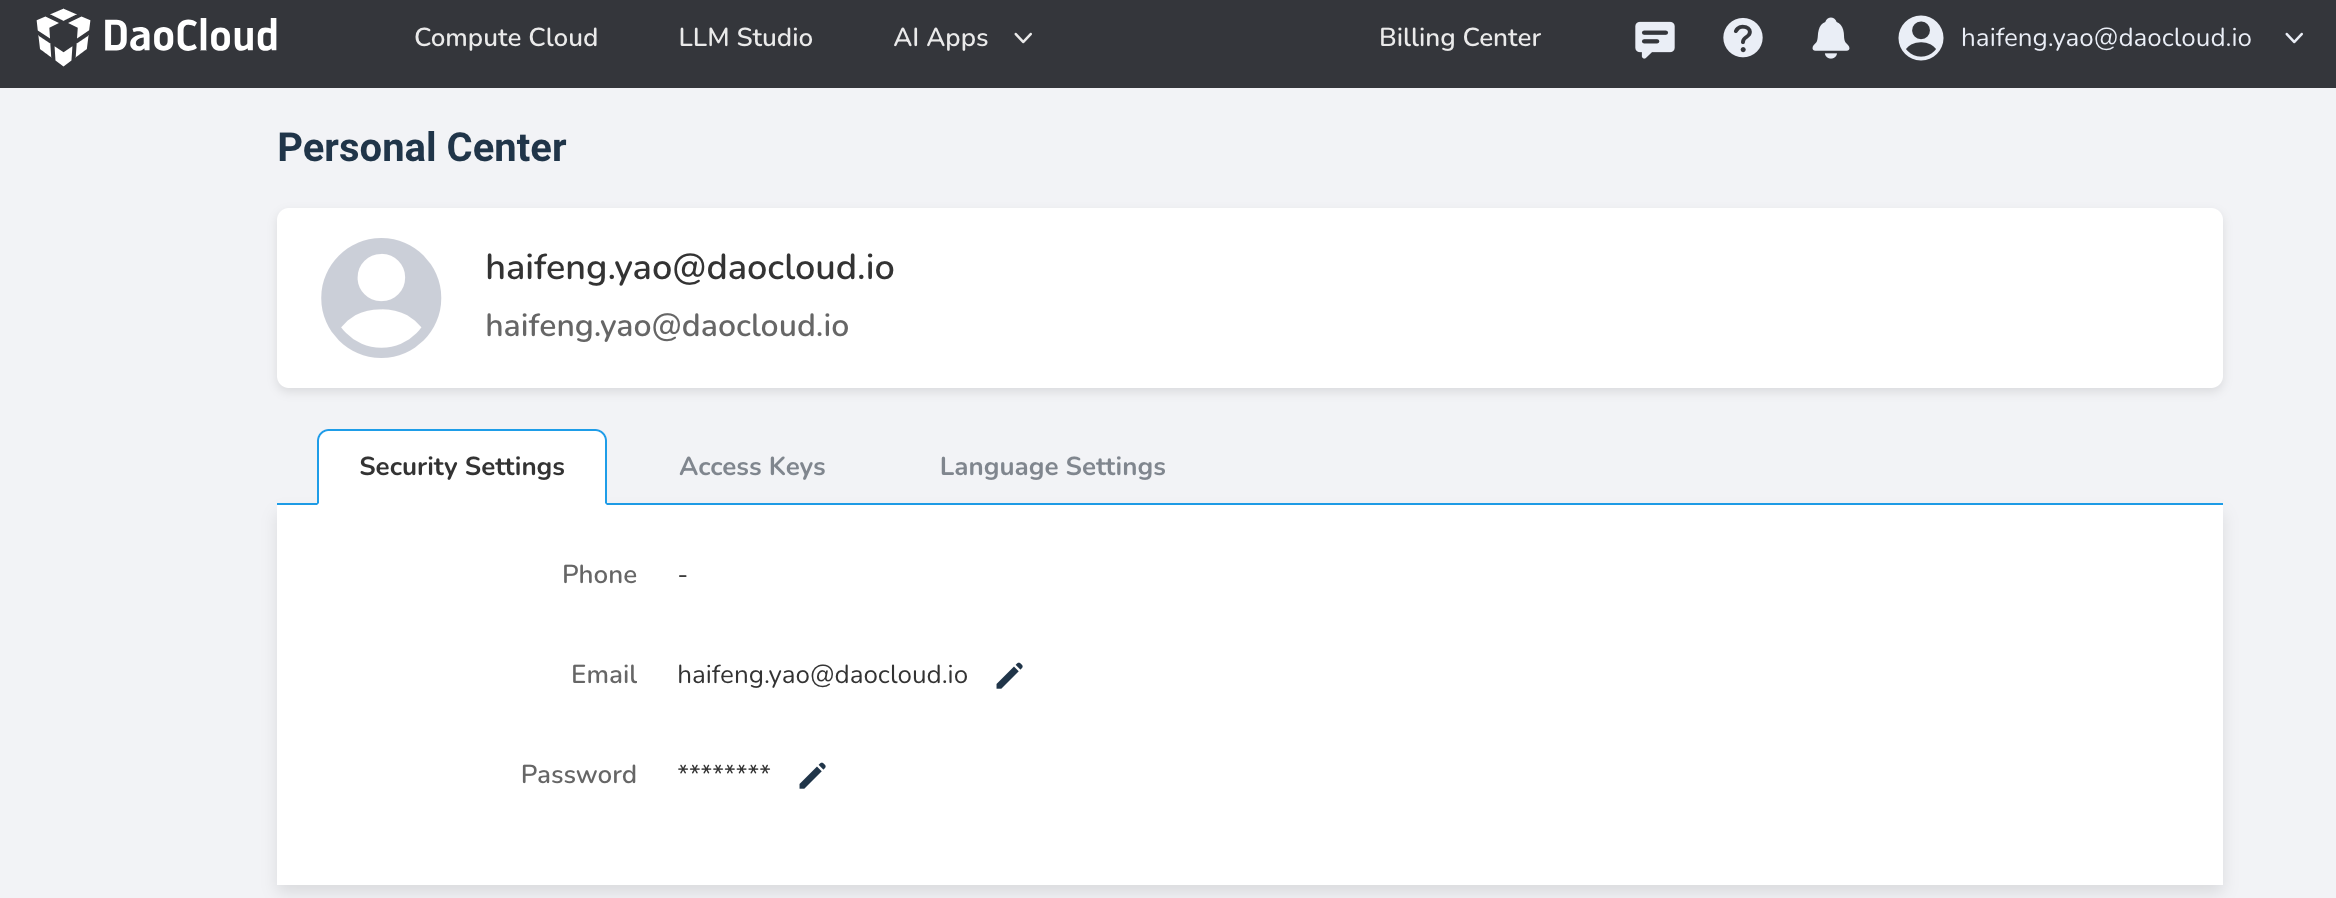 DaoCloud Compute Cloud LLM Studio AI Apps Billing Center haifeng.yao@daocloud.io
Personal Center
haifeng.yao@daocloud.io
haifeng.yao@daocloud.io
Security Settings Access Keys Language Settings
Phone -
Email haifeng.yao@daocloud.io
Password ********